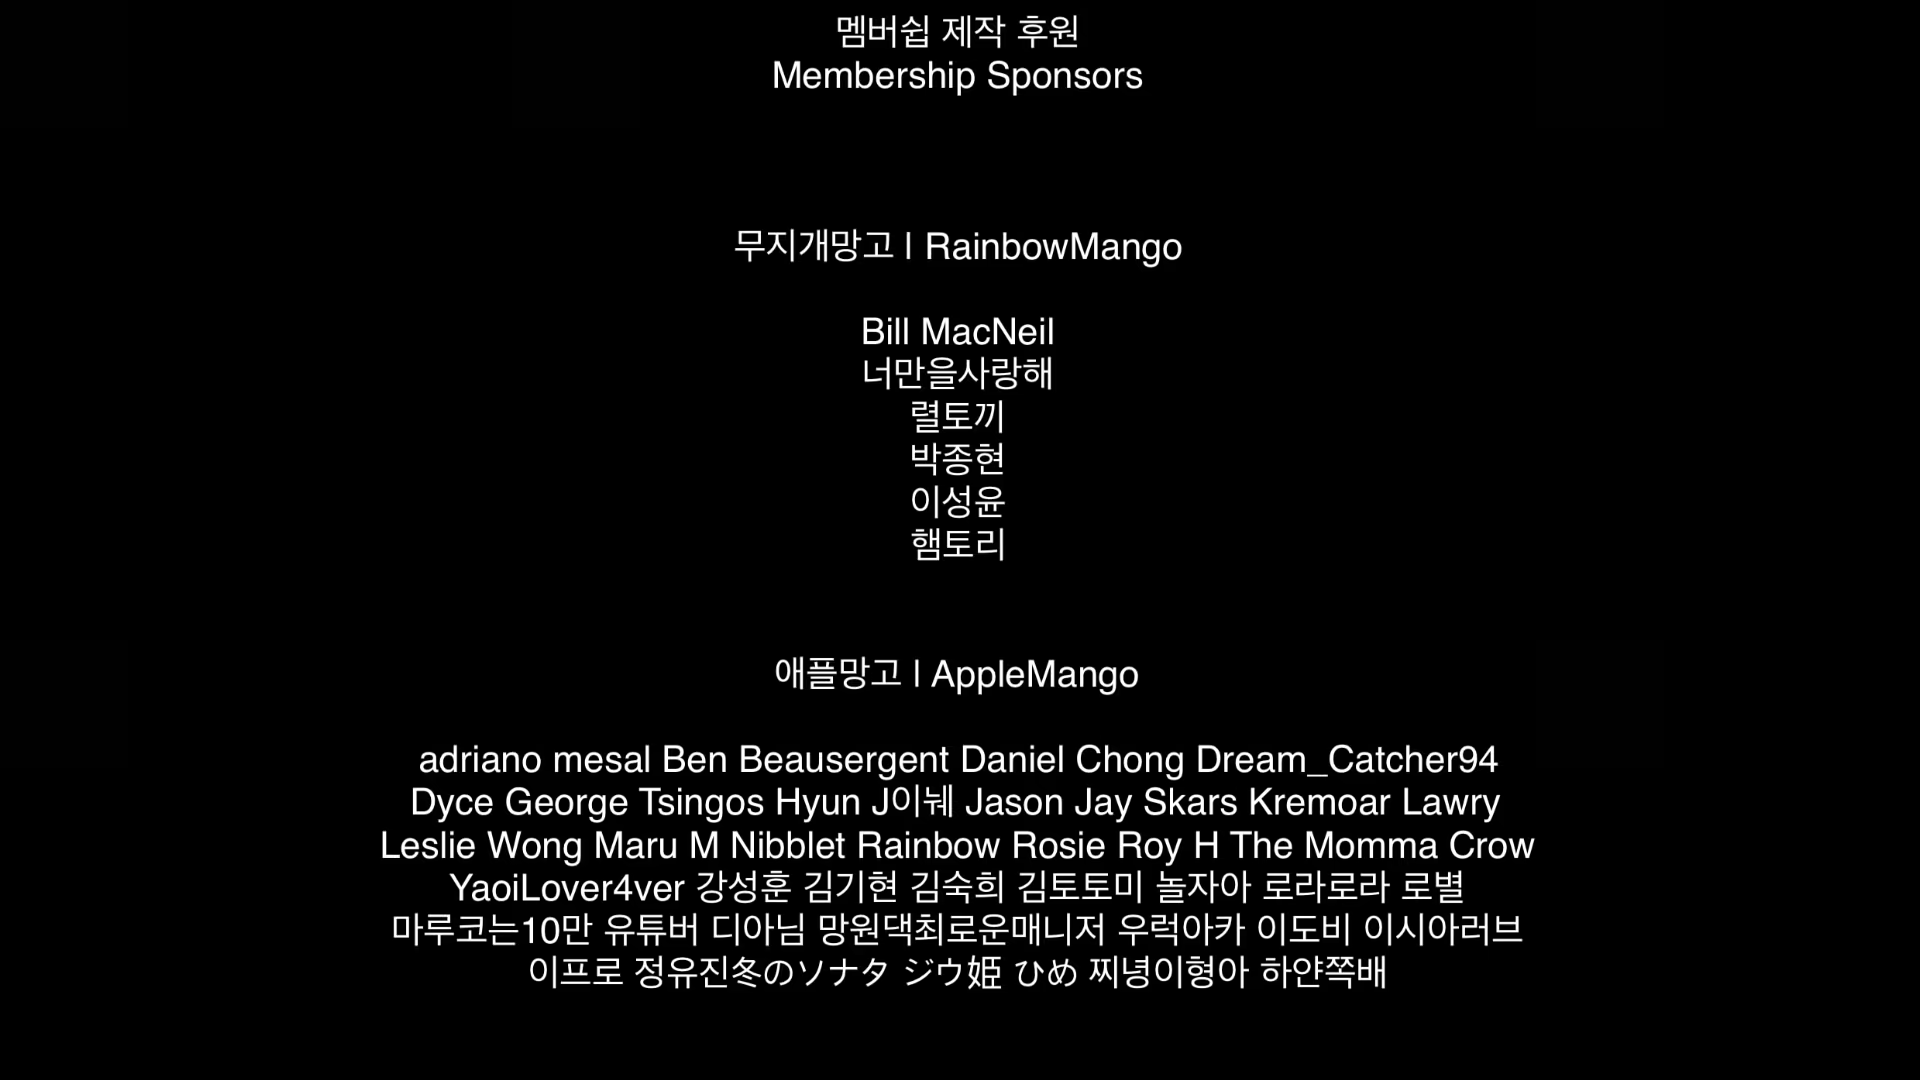 멤버쉽 제작 후원
Membership Sponsors
무지개망고 | RainbowMango
Bill MacNeil
너만을사랑해
렬토끼
박종현
이성윤
햄토리
애플망고 | AppleMango
adriano mesal Ben Beausergent Daniel Chong Dream_Catcher94
Dyce George Tsingos Hyun J이눼 Jason Jay Skars Kremoar Lawry
Leslie Wong Maru M Nibblet Rainbow Rosie Roy H The Momma Crow
YaoiLover4ver 강성훈 김기현 김숙희 김토토미 놀자아 로라로라 로별
마루코는10만 유튜버 디아님 망원댁최로운매니저 우럭아카 이도비 이시아러브
이프로 정유진冬のソナタ ジウ姫 ひめ 찌녕이형아 하얀쪽배